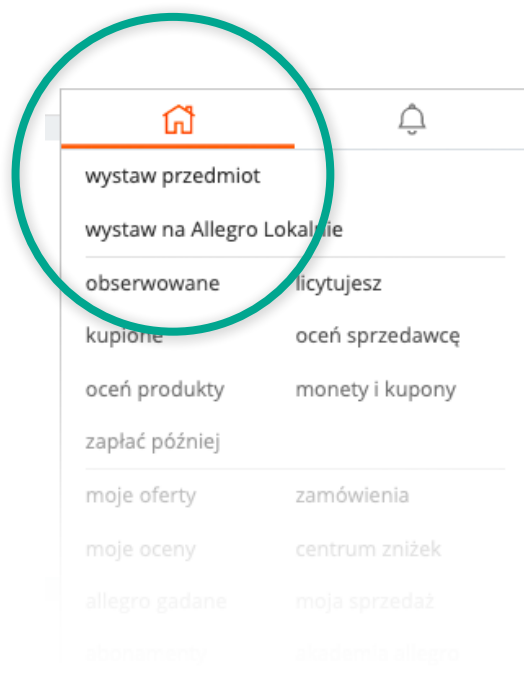 wystaw przedmiot
wystaw na Allegro Lokalnie
obserwowane licytujesz
kupione oceń sprzedawcę
oceń produkty monety i kupony
zapłać później
moje oferty zamówienia
moje oceny centrum zniżek
allegro gadane moja sprzedaż